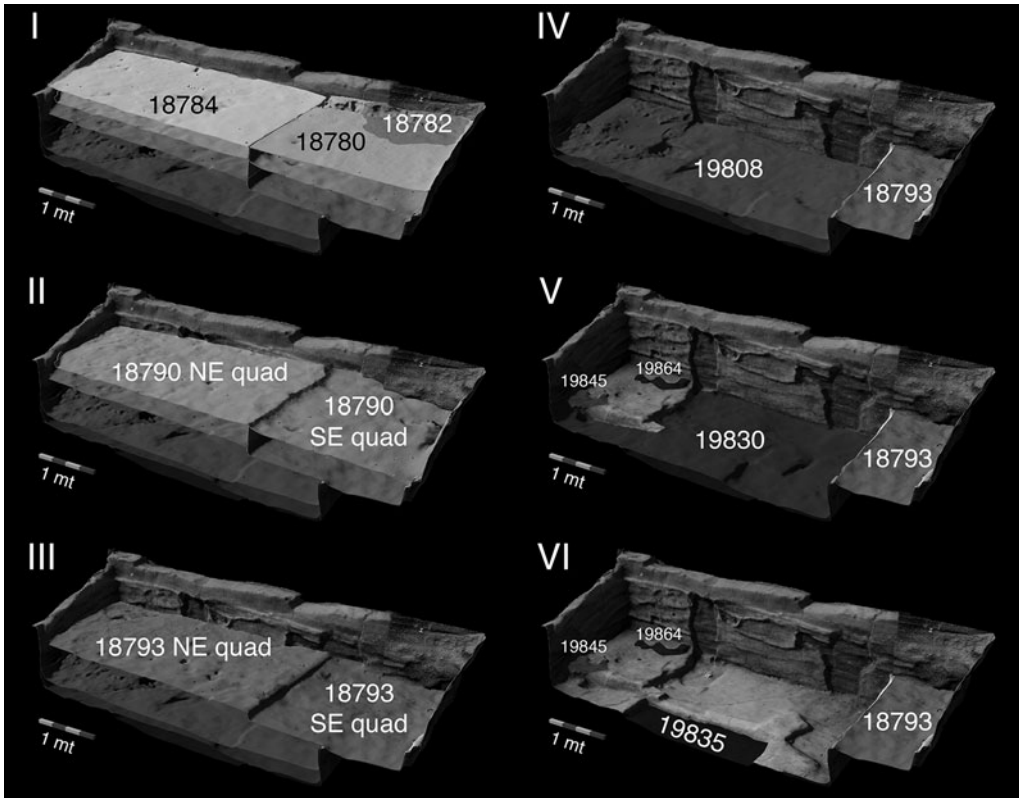 I
18784
18780
18782
1 mt
II
18790 NE quad
18790
SE quad
1 mt
III
18793 NE quad
18793
SE quad
1 mt
IV
19808
18793
1 mt
V
19845
19864
19830
18793
1 mt
VI
19845
19864
19835
18793
1 mt